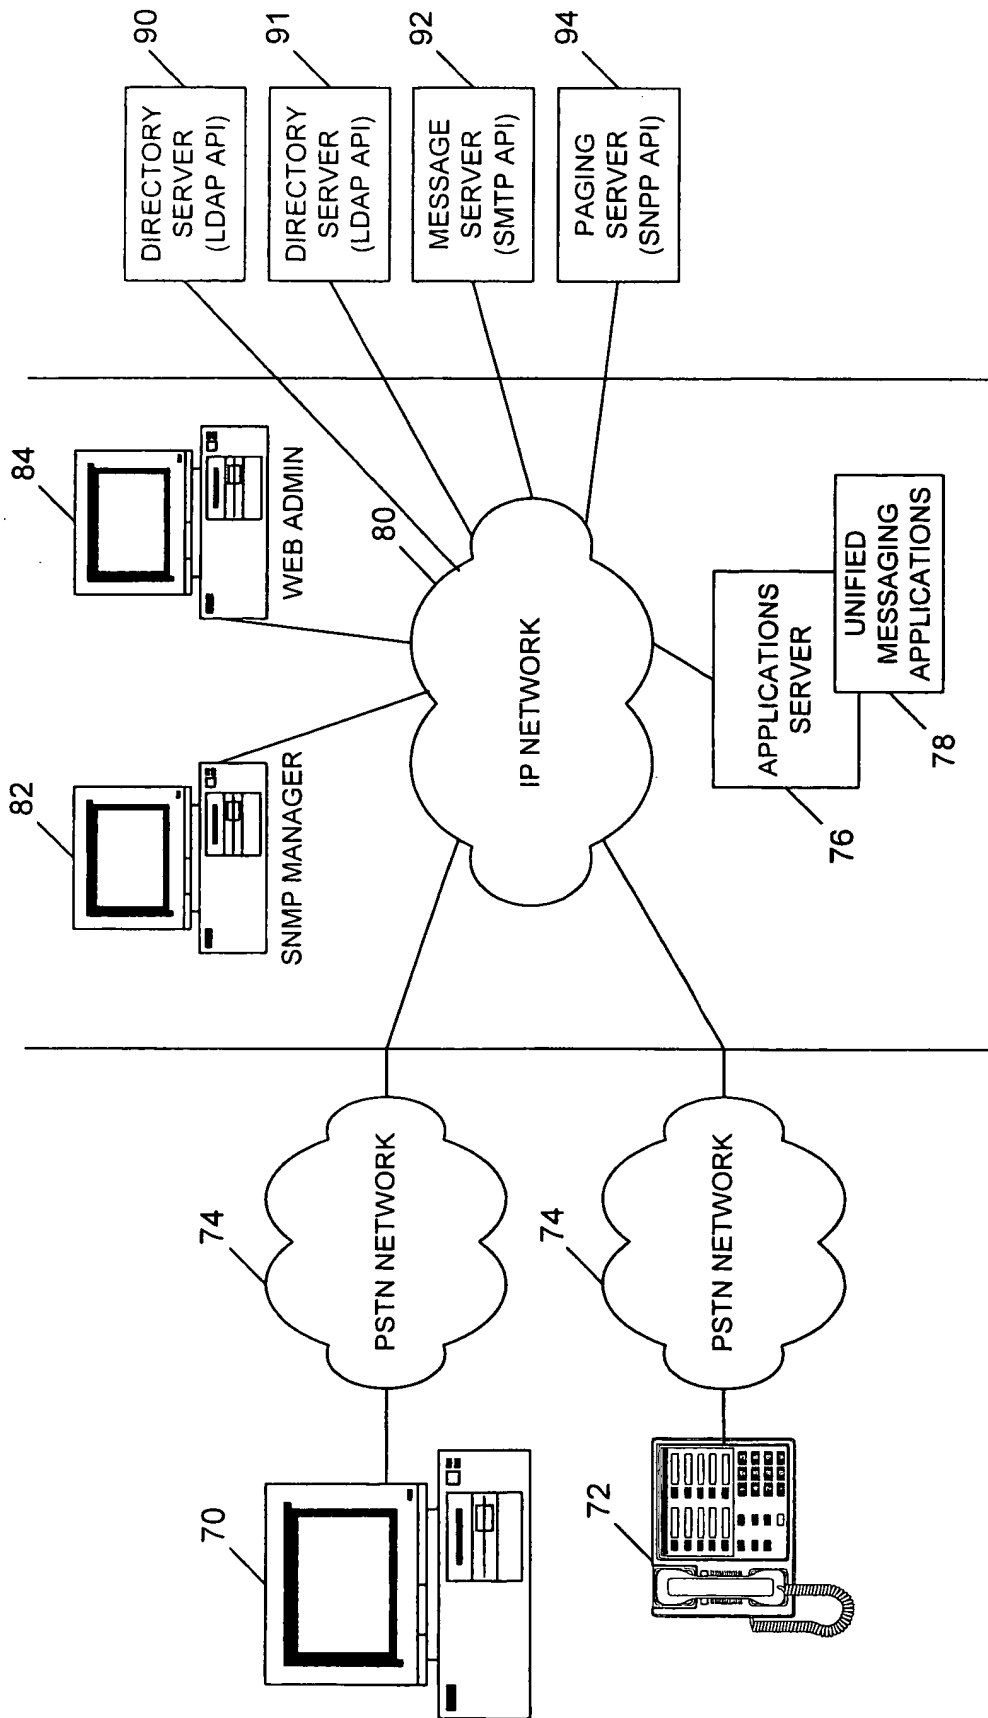 70
72
74
PSTN NETWORK
74
PSTN NETWORK
82
SNMP MANAGER
84
WEB ADMIN
80
IP NETWORK
APPLICATIONS
SERVER
76
UNIFIED
MESSAGING
APPLICATIONS
78
DIRECTORY
SERVER
(LDAP API)
90
DIRECTORY
SERVER
(LDAP API)
91
MESSAGE
SERVER
(SMTP API)
92
PAGING
SERVER
(SNPP API)
94